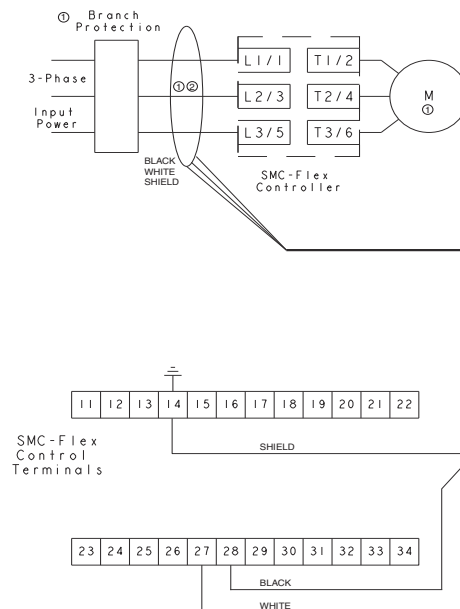 ① Branch
Protection
3-Phase
Input
Power
① ②
L1/1 T1/2
L2/3 T2/4
L3/5 T3/6
M
①
BLACK
WHITE
SHIELD
SMC-Flex
Controller
11 12 13 14 15 16 17 18 19 20 21 22
SMC-Flex
Control
Terminals
SHIELD
23 24 25 26 27 28 29 30 31 32 33 34
BLACK
WHITE